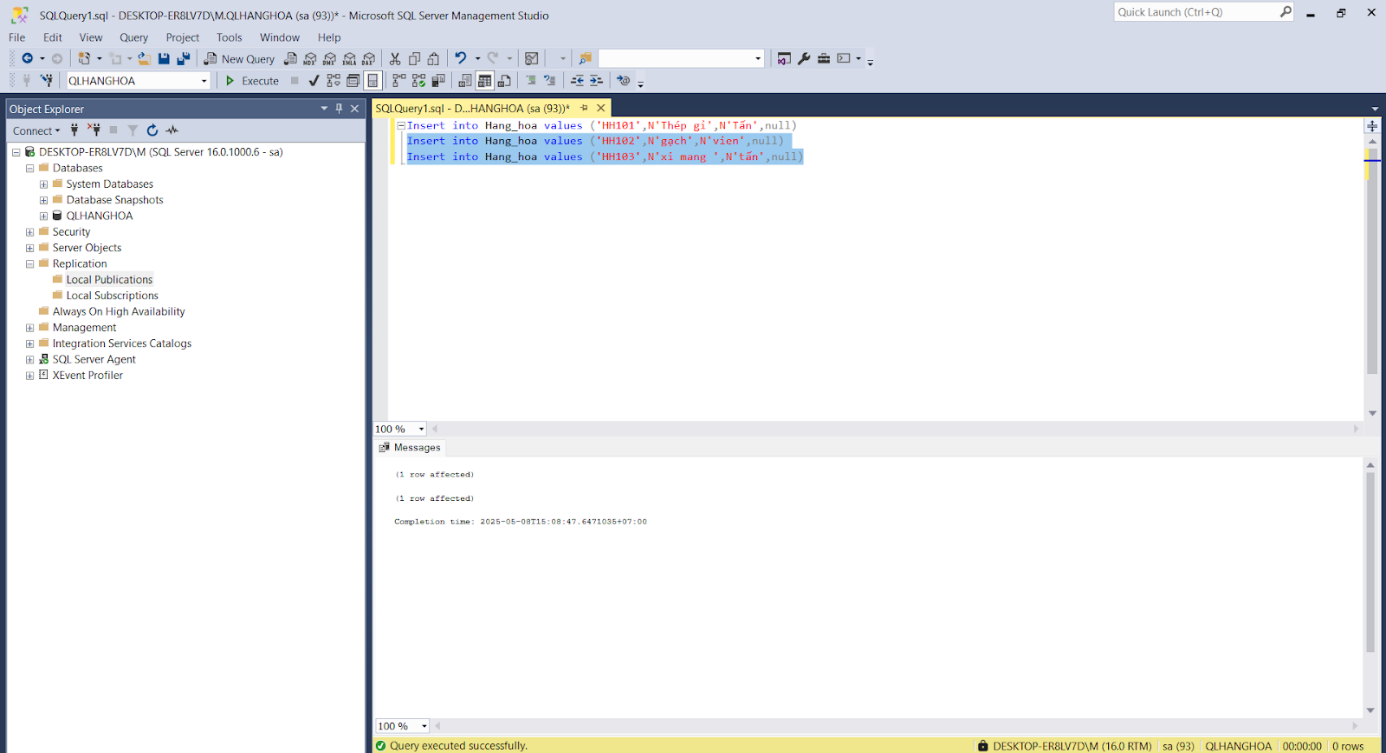 SQLQuery1.sql - DESKTOP-ER8LV7D\M.QLHANGHOA (sa (93))* - Microsoft SQL Server Management Studio
Quick Launch (Ctrl+Q)
File Edit View Query Project Tools Window Help
New Query
QLHANGHOA
Execute
Object Explorer
Connect
DESKTOP-ER8LV7D\M (SQL Server 16.0.1000.6 - sa)
Databases
System Databases
Database Snapshots
QLHANGHOA
Security
Server Objects
Replication
Local Publications
Local Subscriptions
Always On High Availability
Management
Integration Services Catalogs
SQL Server Agent
XEvent Profiler
SQLQuery1.sql - D...HANGHOA (sa (93))*
Insert into Hang_hoa values ('HH101',N'Thép gi',N'Tấn',null)
Insert into Hang_hoa values ('HH102',N'gạch',N'vien',null)
Insert into Hang_hoa values ('HH103',N'xi mang ',N'tấn',null)
100 %
Messages
(1 row affected)
(1 row affected)
Completion time: 2025-05-08T15:08:47.6471035+07:00
100 %
Query executed successfully.
DESKTOP-ER8LV7D\M (16.0 RTM) sa (93) QLHANGHOA 00:00:00 0 rows